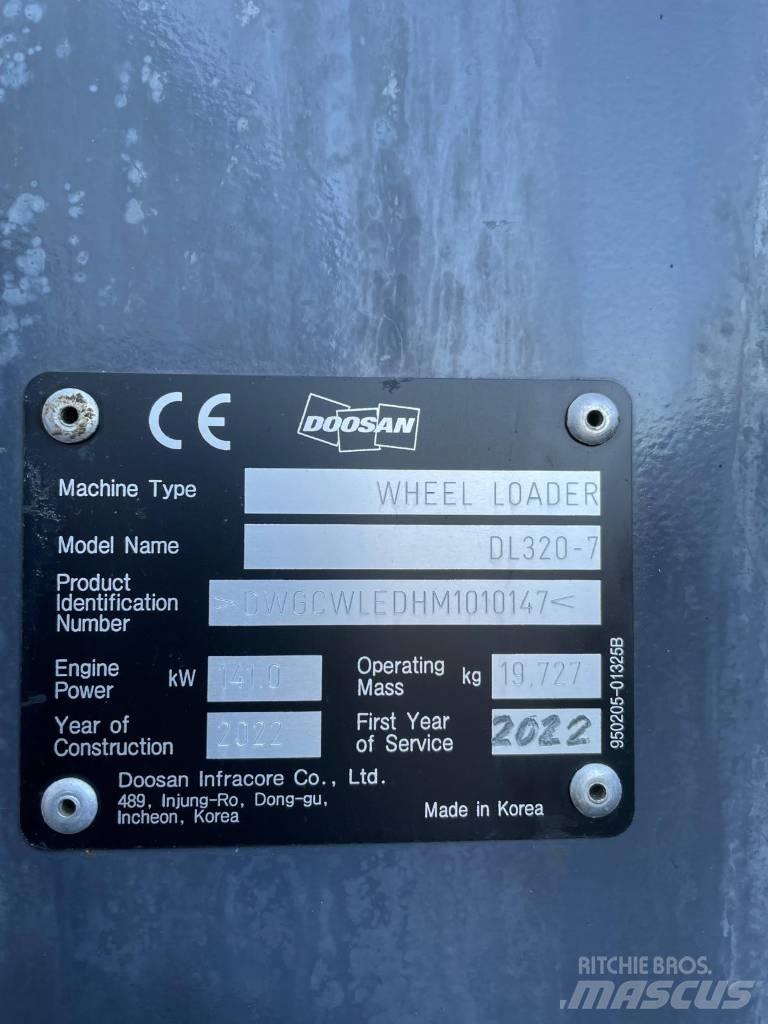 CE DOOSAN
Machine Type WHEEL LOADER
Model Name DL320-7
Product
Identification
Number >DWGCWLEDHM1010147<
Engine
Power kW 141.0
Operating
Mass kg 19,727
Year of
Construction 2022
First Year
of Service 2022
950205-01325B
Doosan Infracore Co., Ltd.
489, Injung-Ro, Dong-gu,
Incheon, Korea
Made in Korea
RITCHIE BROS.
MASCUS